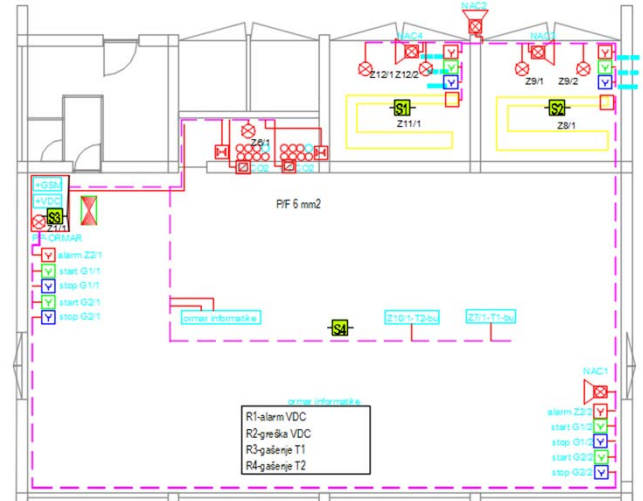 NAC2
NAC4
NAC3
Z12/1 Z12/2
Z9/1
Z9/2
S1
Z11/1
S2
Z8/1
Z6/1
CO2
CO2
+GSM
+VDC
S3
Z1/1
P/F 6 mm2
alarm Z2/1
start G1/1
stop G1/1
start G2/1
stop G2/1
ormar informatike
S4
Z10/1-T2-bu
Z7/1-T1-bu
NAC1
ormar informatike
R1-alarm VDC
R2-greška VDC
R3-gašenje T1
R4-gašenje T2
alarm Z2/2
start G1/2
stop G1/2
start G2/2
stop G2/2